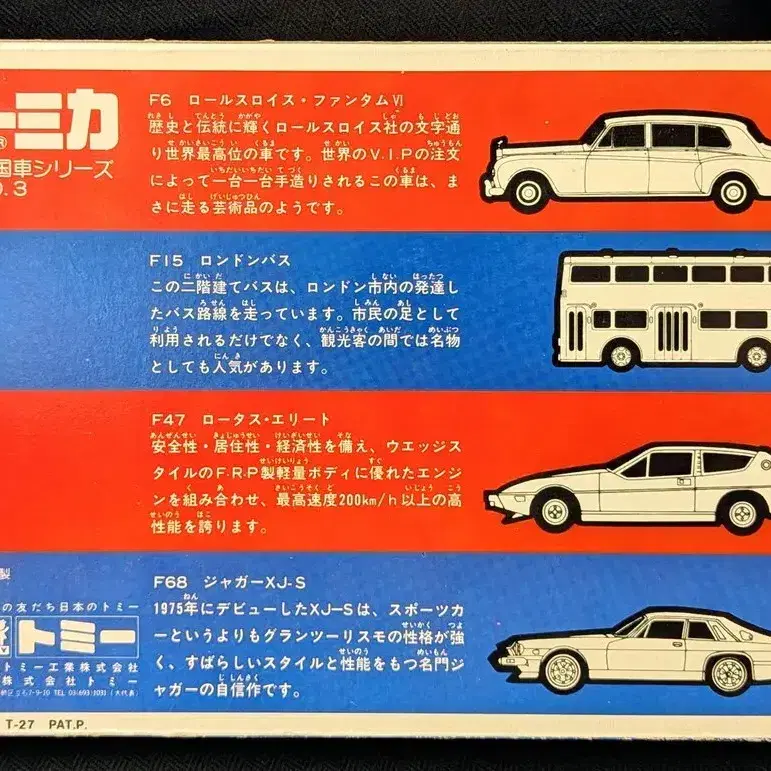 トミカ
®
国車シリーズ
.3
F6 ロールスロイス・ファンタムⅥ
歴史と伝統に輝くロールスロイス社の文字通
り世界最高位の車です。世界のV.I.Pの注文
によって一台一台手造りされるこの車は、ま
さに走る芸術品のようです。
F15 ロンドンバス
この二階建てバスは、ロンドン市内の発達し
たバス路線を走っています。市民の足として
利用されるだけでなく、観光客の間では名物
としても人気があります。
F47 ロータス・エリート
安全性・居住性・経済性を備え、ウエッジス
タイルのF.R.P製軽量ボディに優れたエンジ
ンを組み合わせ、最高速度200km/h以上の高
性能を誇ります。
F68 ジャガーXJ-S
1975年にデビューしたXJ-Sは、スポーツカ
ーというよりもグランツーリスモの性格が強
く、すばらしいスタイルと性能をもつ名門ジ
ャガーの自信作です。
製
の友だち日本のトミー
トミー
トミー工業株式会社
株式会社トミー
T-27 PAT.P.